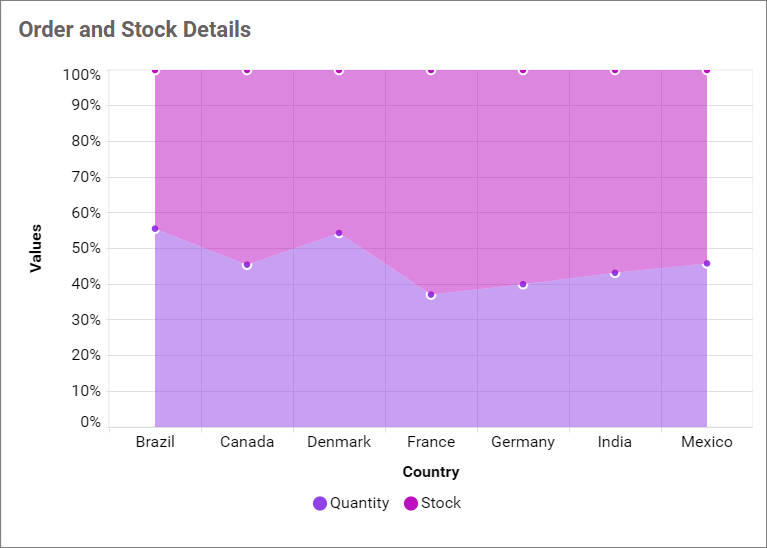 Order and Stock Details
100%
90%
80%
70%
60%
50%
40%
30%
20%
10%
0%
Values
Brazil Canada Denmark France Germany India Mexico
Country
Quantity Stock